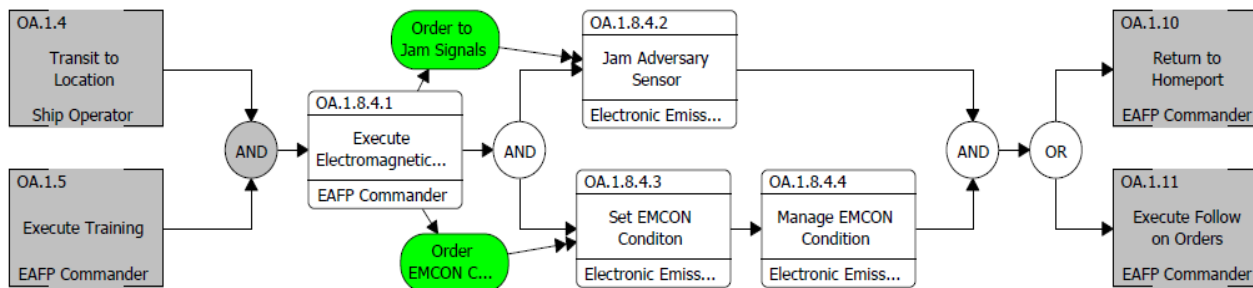 OA.1.4
Transit to
Location
Ship Operator
OA.1.5
Execute Training
EAFP Commander
AND
OA.1.8.4.1
Execute
Electromagnetic...
EAFP Commander
Order to
Jam Signals
Order
EMCON C...
AND
OA.1.8.4.2
Jam Adversary
Sensor
Electronic Emiss...
OA.1.8.4.3
Set EMCON
Conditon
Electronic Emiss...
OA.1.8.4.4
Manage EMCON
Condition
Electronic Emiss...
AND
OR
OA.1.10
Return to
Homeport
EAFP Commander
OA.1.11
Execute Follow
on Orders
EAFP Commander